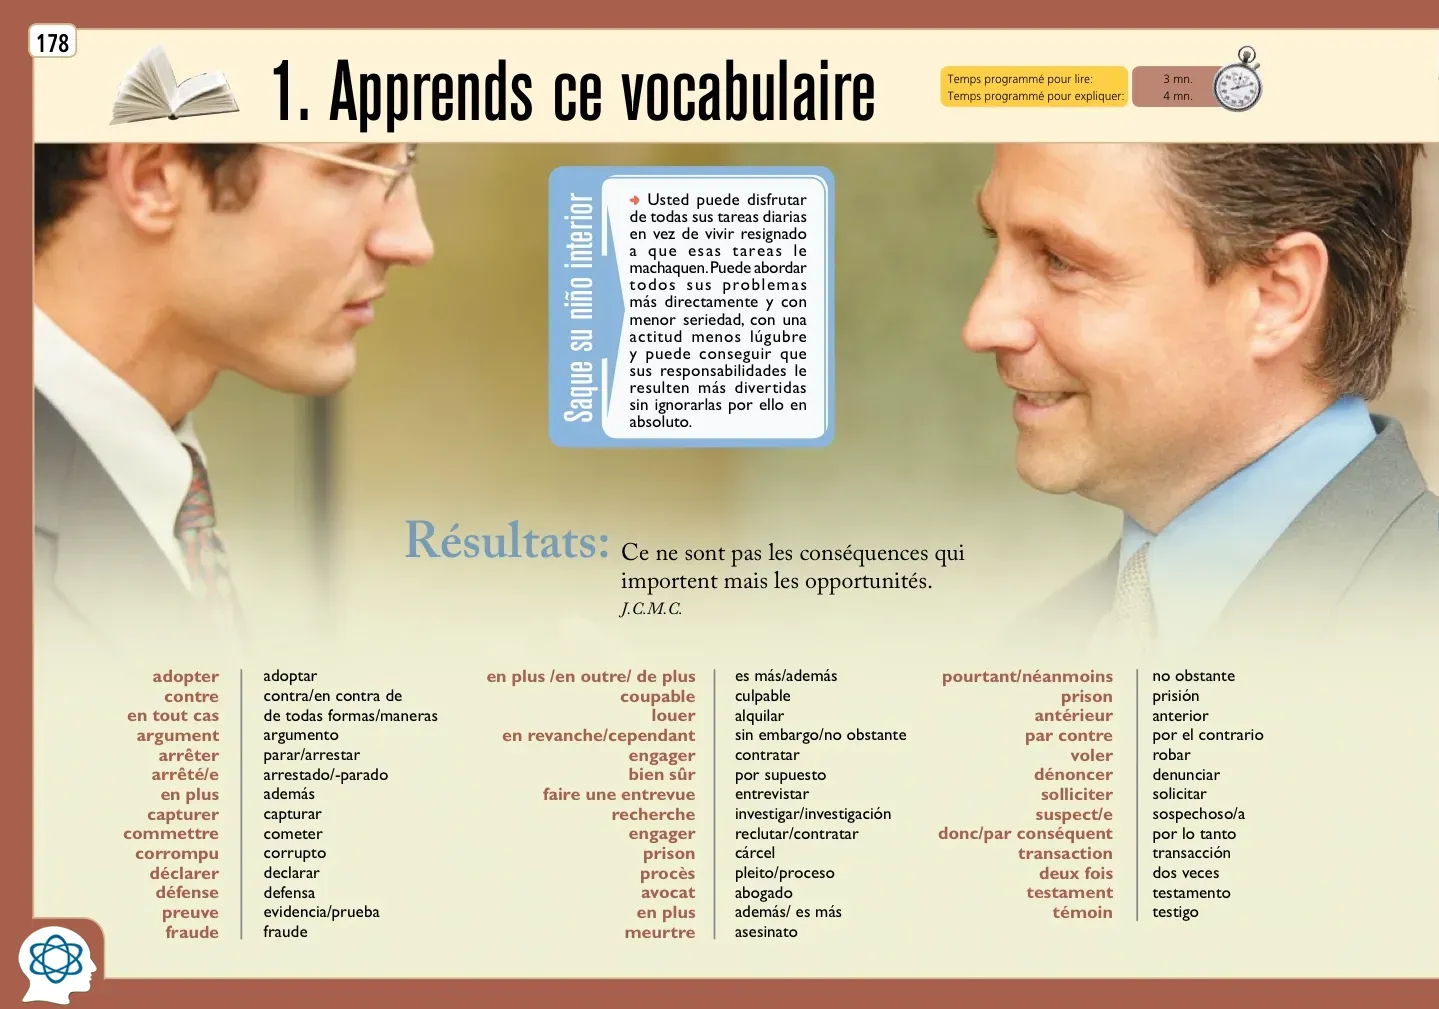 178
1. Apprends ce vocabulaire
Temps programmé pour lire: 3 mn.
Temps programmé pour expliquer: 4 mn.
Saque su niño interior
➜ Usted puede disfrutar
de todas sus tareas diarias
en vez de vivir resignado
a que esas tareas le
machaquen. Puede abordar
todos sus problemas
más directamente y con
menor seriedad, con una
actitud menos lúgubre
y puede conseguir que
sus responsabilidades le
resulten más divertidas
sin ignorarlas por ello en
absoluto.
Résultats:
Ce ne sont pas les conséquences qui
importent mais les opportunités.
J.C.M.C.
adopter adoptar
contre contra/en contra de
en tout cas de todas formas/maneras
argument argumento
arrêter parar/arrestar
arrêté/e arrestado/-parado
en plus además
capturer capturar
commettre cometer
corrompu corrupto
déclarer declarar
défense defensa
preuve evidencia/prueba
fraude fraude
en plus /en outre/ de plus es más/además
coupable culpable
louer alquilar
en revanche/cependant sin embargo/no obstante
engager contratar
bien sûr por supuesto
faire une entrevue entrevistar
recherche investigar/investigación
engager reclutar/contratar
prison cárcel
procès pleito/proceso
avocat abogado
en plus además/ es más
meurtre asesinato
pourtant/néanmoins no obstante
prison prisión
antérieur anterior
par contre por el contrario
voler robar
dénoncer denunciar
solliciter solicitar
suspect/e sospechoso/a
donc/par conséquent por lo tanto
transaction transacción
deux fois dos veces
testament testamento
témoin testigo